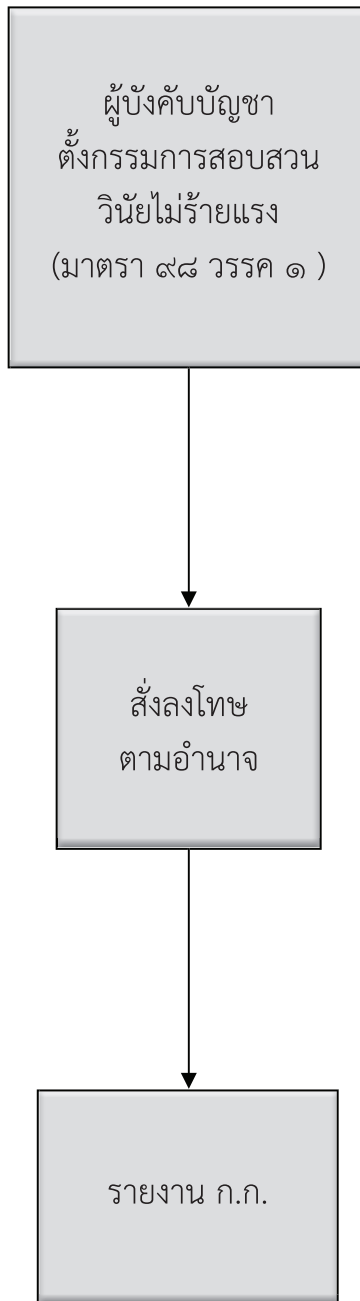 ผู้บังคับบัญชา
ตั้งกรรมการสอบสวน
วินัยไม่ร้ายแรง
(มาตรา ๙๘ วรรค ๑ )
สั่งลงโทษ
ตามอำนาจ
รายงาน ก.ก.